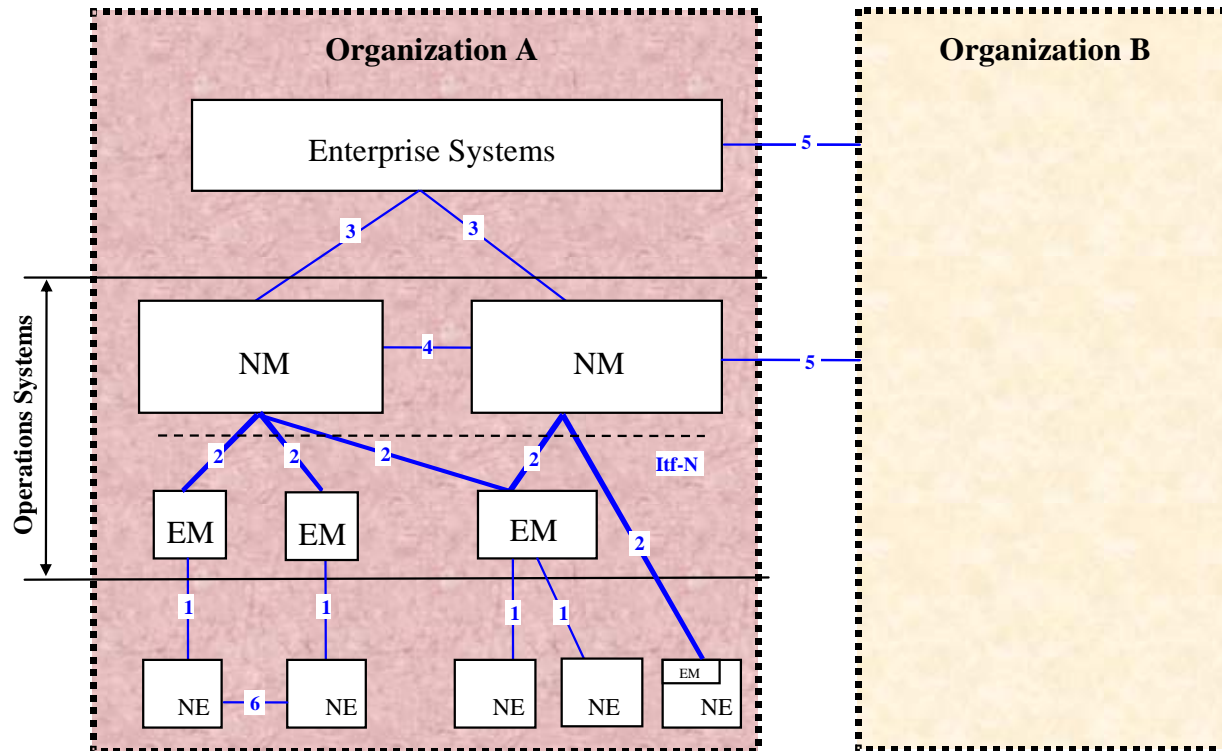 Organization A
Organization B
Enterprise Systems
5
3
3
Operations Systems
NM
4
NM
5
2
2
2
2
Itf-N
EM
EM
EM
2
1
1
1
1
NE
6
NE
NE
NE
EM
NE